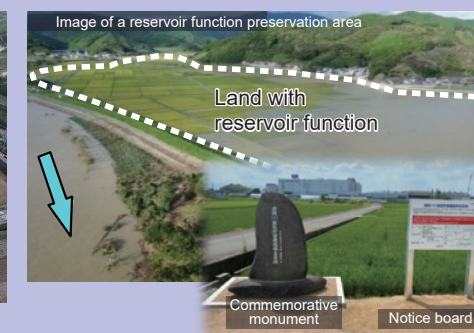 Image of a reservoir function preservation area
Land with
reservoir function
Commemorative
monument
Notice board